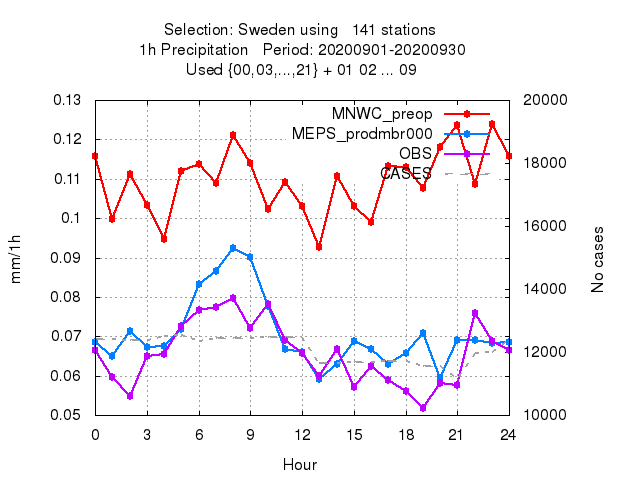 Selection: Sweden using 141 stations
1h Precipitation Period: 20200901-20200930
Used {00,03,...,21} + 01 02 ... 09
MNWC_preop
MEPS_prodmbr000
OBS
CASES
0.13
0.12
0.11
0.1
0.09
0.08
0.07
0.06
0.05
mm/1h
20000
18000
16000
14000
12000
10000
No cases
0 3 6 9 12 15 18 21 24
Hour